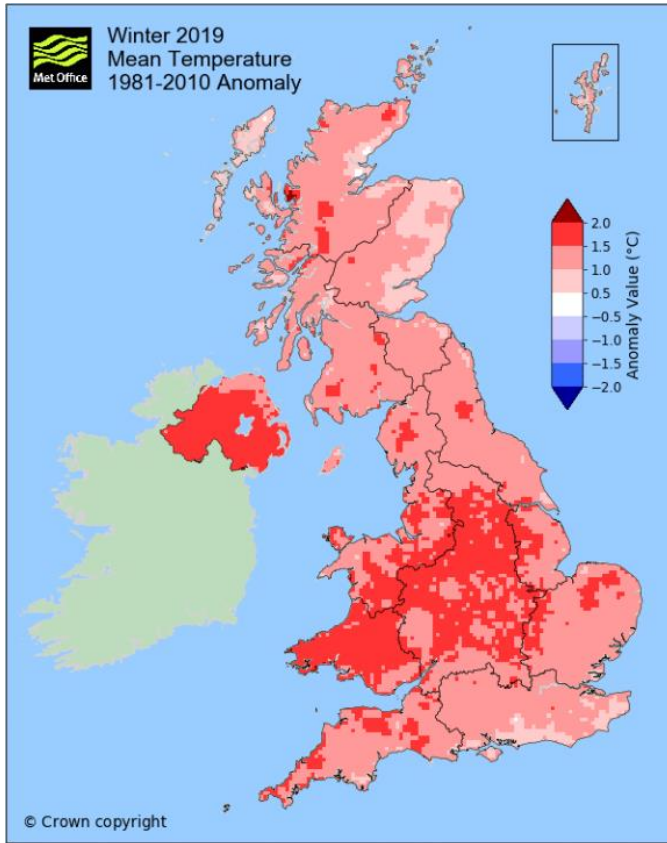 Met Office
Winter 2019
Mean Temperature
1981-2010 Anomaly
2.0
1.5
1.0
0.5
−0.5
−1.0
−1.5
−2.0
Anomaly Value (°C)
© Crown copyright